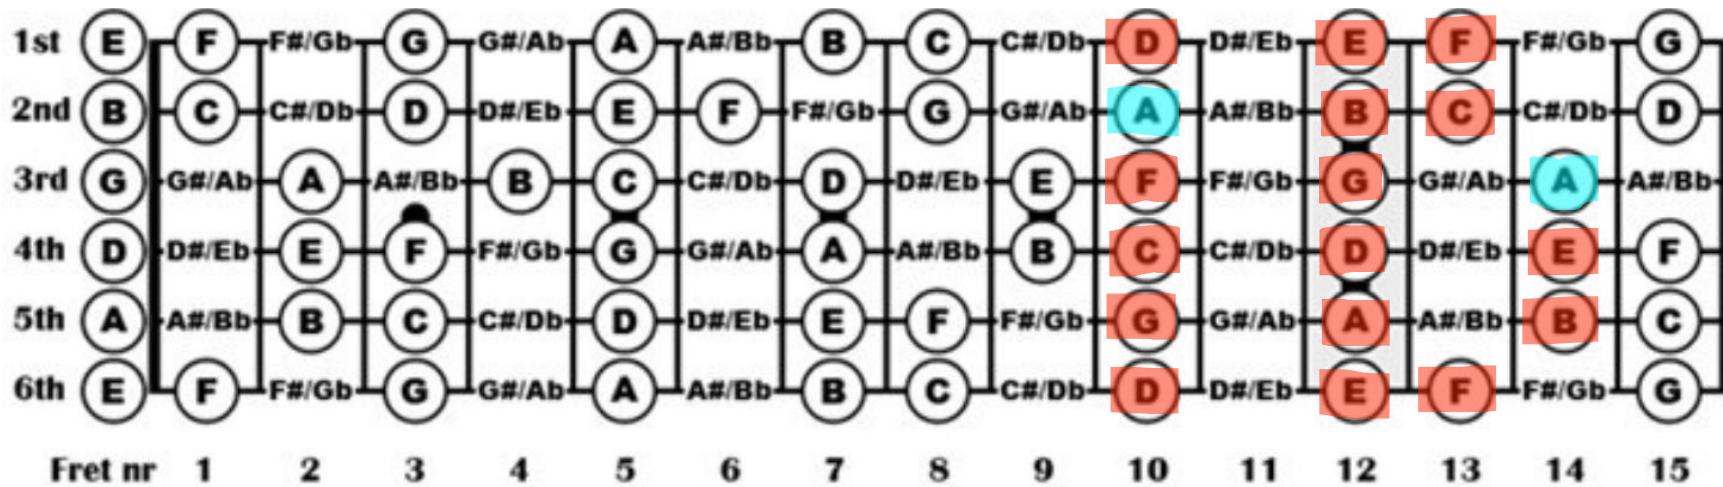 1st E F F#/Gb G G#/Ab A A#/Bb B C C#/Db D D#/Eb E F F#/Gb G
2nd B C C#/Db D D#/Eb E F F#/Gb G G#/Ab A A#/Bb B C C#/Db D
3rd G G#/Ab A A#/Bb B C C#/Db D D#/Eb E F F#/Gb G G#/Ab A A#/Bb
4th D D#/Eb E F F#/Gb G G#/Ab A A#/Bb B C C#/Db D D#/Eb E F
5th A A#/Bb B C C#/Db D D#/Eb E F F#/Gb G G#/Ab A A#/Bb B C
6th E F F#/Gb G G#/Ab A A#/Bb B C C#/Db D D#/Eb E F F#/Gb G
Fret nr 1 2 3 4 5 6 7 8 9 10 11 12 13 14 15